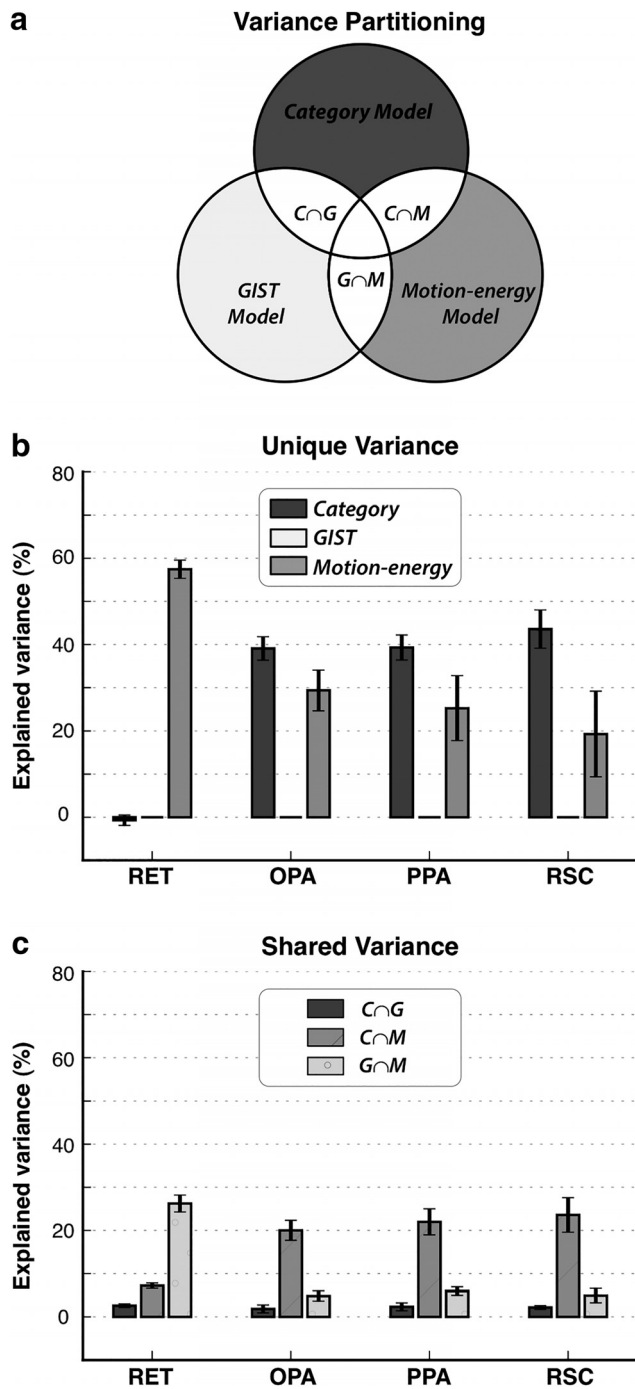 a
Variance Partitioning
Category Model
C∩G
C∩M
GIST
Model
G∩M
Motion-energy
Model
b
Unique Variance
Explained variance (%)
80
60
40
20
0
Category
GIST
Motion-energy
RET
OPA
PPA
RSC
c
Shared Variance
Explained variance (%)
80
60
40
20
0
C∩G
C∩M
G∩M
RET
OPA
PPA
RSC